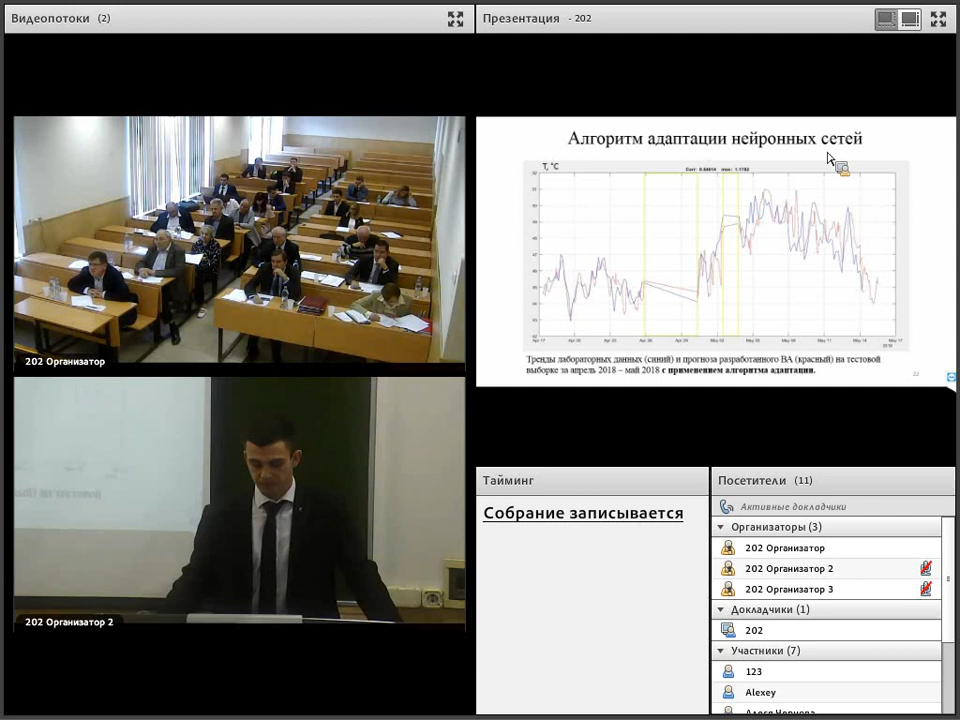 Видеопотоки (2)
Презентация - 202
202 Организатор
202 Организатор 2
Алгоритм адаптации нейронных сетей
T, °C
Тренды лабораторных данных (синий) и прогноза разработанного ВА (красный) на тестовой
выборке за апрель 2018 – май 2018 с применением алгоритма адаптации.
22
Тайминг
Собрание записывается
Посетители (11)
Активные докладчики
Организаторы (3)
202 Организатор
202 Организатор 2
202 Организатор 3
Докладчики (1)
202
Участники (7)
123
Alexey